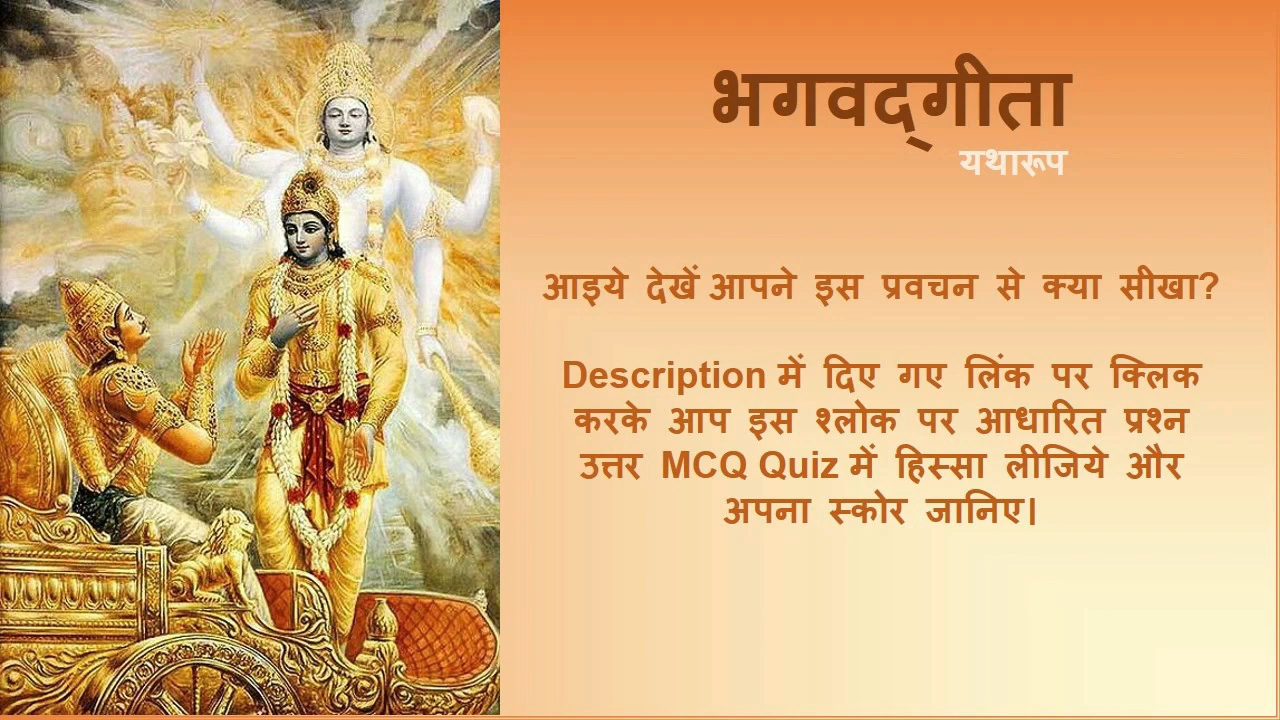 भगवद्‌गीता
यथारूप
आइये देखें आपने इस प्रवचन से क्या सीखा?
Description में दिए गए लिंक पर क्लिक
करके आप इस श्लोक पर आधारित प्रश्न
उत्तर MCQ Quiz में हिस्सा लीजिये और
अपना स्कोर जानिए।